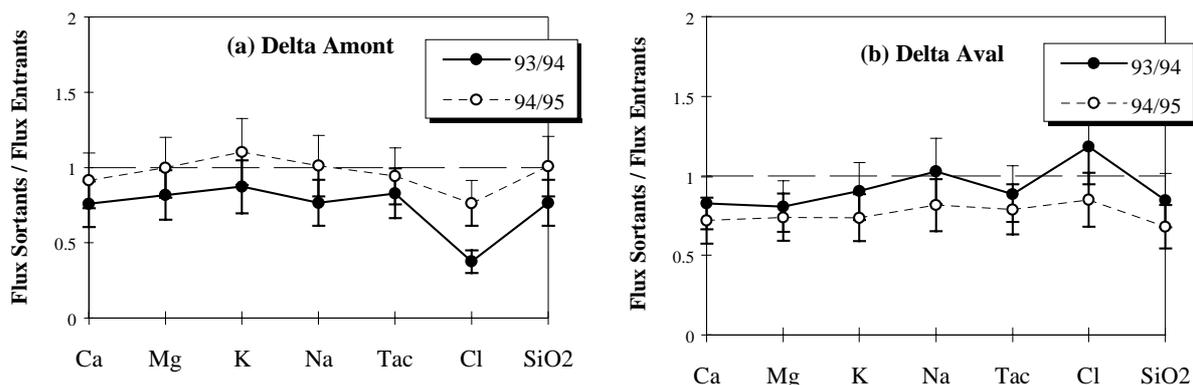 Flux Sortants / Flux Entrants
2
1.5
1
0.5
0
(a) Delta Amont
93/94
94/95
Ca Mg K Na Tac Cl SiO2
Flux Sortants / Flux Entrants
2
1.5
1
0.5
0
(b) Delta Aval
93/94
94/95
Ca Mg K Na Tac Cl SiO2